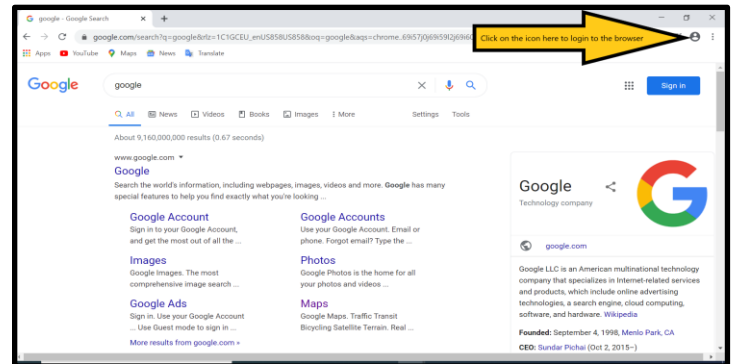 google - Google Search
google.com/search?q=google&rlz=1C1GCEU_enUS858US858&oq=google&aqs=chrome..69i57j0j69i59l2j69i60
Click on the icon here to login to the browser
Apps YouTube Maps News Translate
Google
google
Sign in
All News Videos Books Images More Settings Tools
About 9,160,000,000 results (0.67 seconds)
www.google.com
Google
Search the world's information, including webpages, images, videos and more. Google has many
special features to help you find exactly what you're looking ...
Google Account
Sign in to your Google Account,
and get the most out of all the ...
Google Accounts
Use your Google Account. Email or
phone. Forgot email? Type the ...
Images
Google Images. The most
comprehensive image search ...
Photos
Google Photos is the home for all
your photos and videos ...
Google Ads
Sign in. Use your Google Account
... Use Guest mode to sign in ...
Maps
Google Maps. Traffic Transit
Bicycling Satellite Terrain. Real ...
More results from google.com »
Google
Technology company
google.com
Google LLC is an American multinational technology
company that specializes in Internet-related services
and products, which include online advertising
technologies, a search engine, cloud computing,
software, and hardware. Wikipedia
Founded: September 4, 1998, Menlo Park, CA
CEO: Sundar Pichai (Oct 2, 2015–)